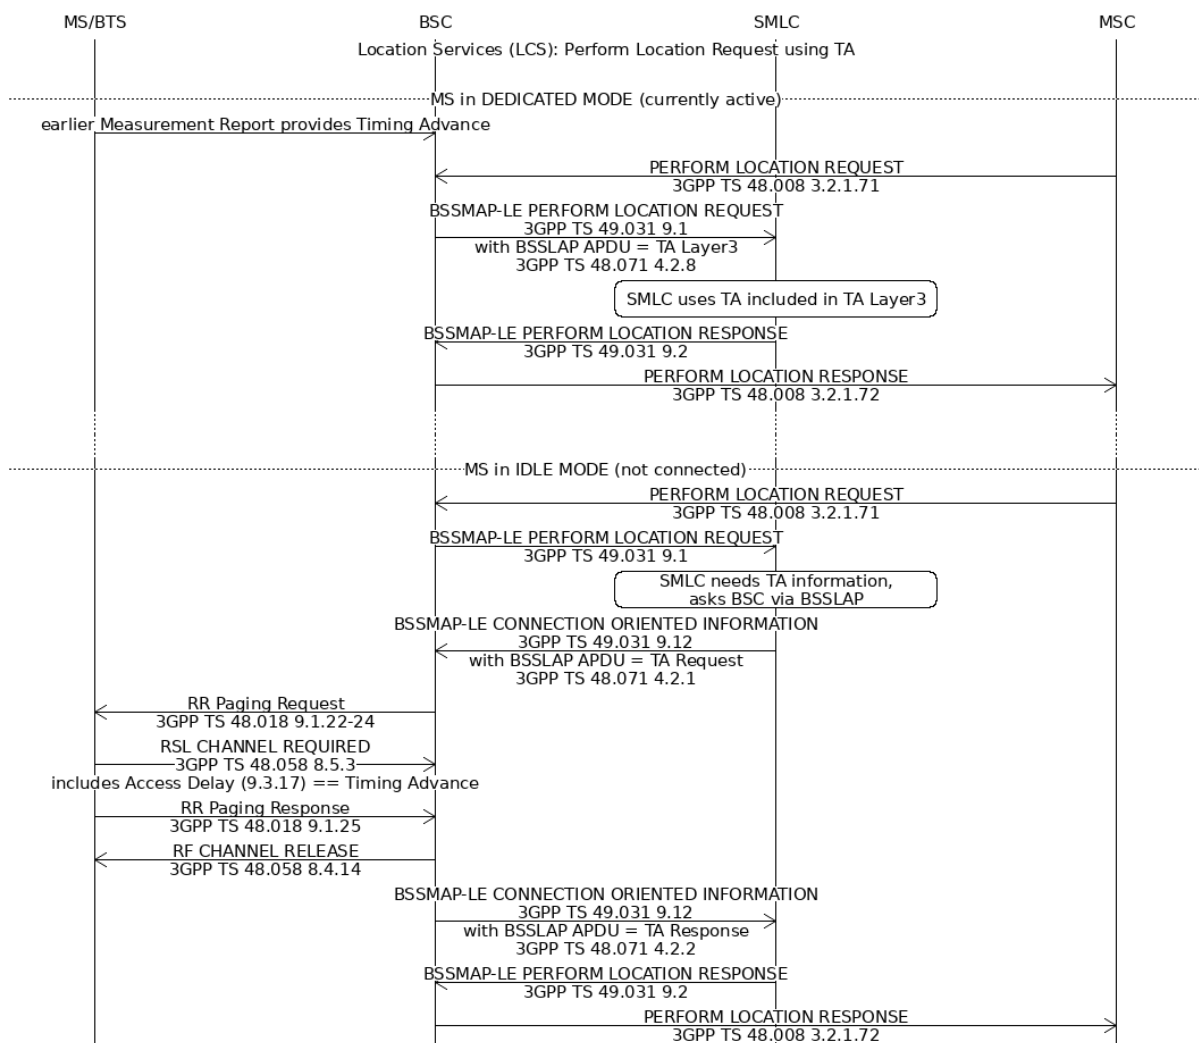 MS/BTS BSC SMLC MSC
Location Services (LCS): Perform Location Request using TA
MS in DEDICATED MODE (currently active)
earlier Measurement Report provides Timing Advance
PERFORM LOCATION REQUEST
3GPP TS 48.008 3.2.1.71
BSSMAP-LE PERFORM LOCATION REQUEST
3GPP TS 49.031 9.1
with BSSLAP APDU = TA Layer3
3GPP TS 48.071 4.2.8
SMLC uses TA included in TA Layer3
BSSMAP-LE PERFORM LOCATION RESPONSE
3GPP TS 49.031 9.2
PERFORM LOCATION RESPONSE
3GPP TS 48.008 3.2.1.72
MS in IDLE MODE (not connected)
PERFORM LOCATION REQUEST
3GPP TS 48.008 3.2.1.71
BSSMAP-LE PERFORM LOCATION REQUEST
3GPP TS 49.031 9.1
SMLC needs TA information,
asks BSC via BSSLAP
BSSMAP-LE CONNECTION ORIENTED INFORMATION
3GPP TS 49.031 9.12
with BSSLAP APDU = TA Request
3GPP TS 48.071 4.2.1
RR Paging Request
3GPP TS 48.018 9.1.22-24
RSL CHANNEL REQUIRED
3GPP TS 48.058 8.5.3
includes Access Delay (9.3.17) == Timing Advance
RR Paging Response
3GPP TS 48.018 9.1.25
RF CHANNEL RELEASE
3GPP TS 48.058 8.4.14
BSSMAP-LE CONNECTION ORIENTED INFORMATION
3GPP TS 49.031 9.12
with BSSLAP APDU = TA Response
3GPP TS 48.071 4.2.2
BSSMAP-LE PERFORM LOCATION RESPONSE
3GPP TS 49.031 9.2
PERFORM LOCATION RESPONSE
3GPP TS 48.008 3.2.1.72